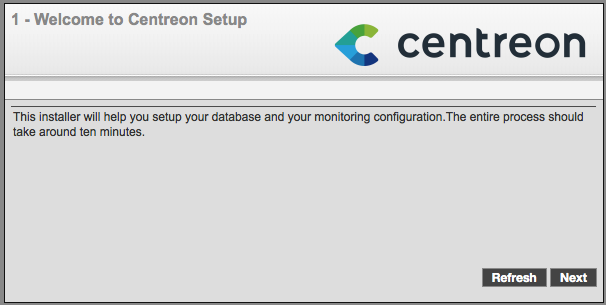 1 - Welcome to Centreon Setup
centreon
This installer will help you setup your database and your monitoring configuration.The entire process should
take around ten minutes.
Refresh Next